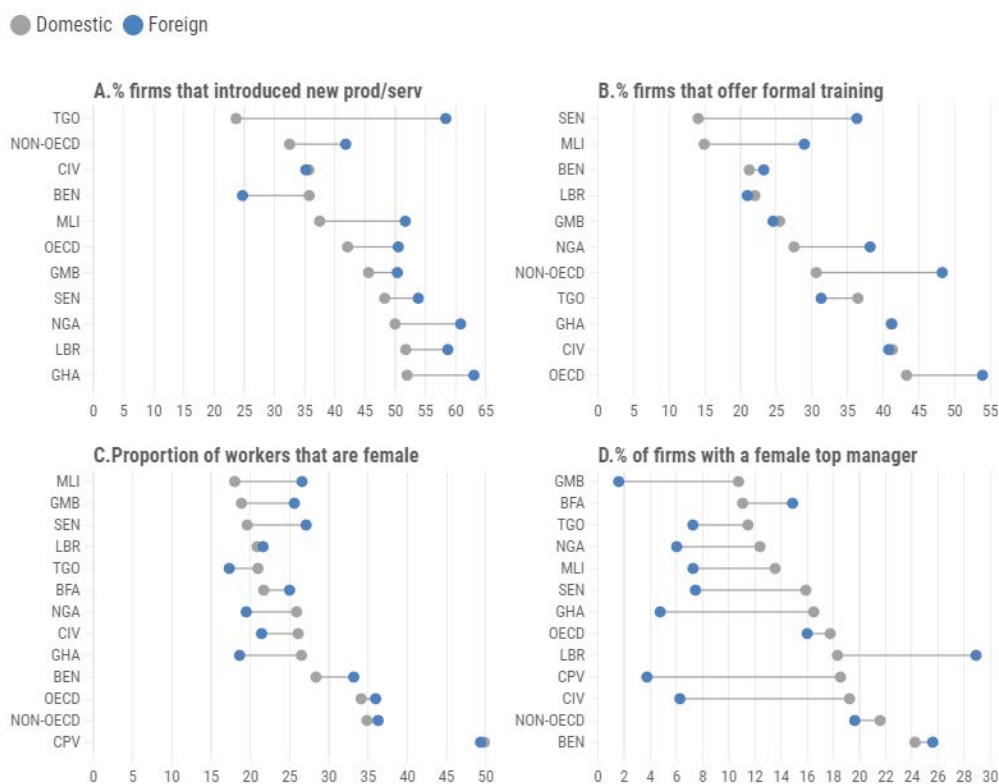 Domestic Foreign
A.% firms that introduced new prod/serv
TGO
NON-OECD
CIV
BEN
MLI
OECD
GMB
SEN
NGA
LBR
GHA
0 5 10 15 20 25 30 35 40 45 50 55 60 65
B.% firms that offer formal training
SEN
MLI
BEN
LBR
GMB
NGA
NON-OECD
TGO
GHA
CIV
OECD
0 5 10 15 20 25 30 35 40 45 50 55
C.Proportion of workers that are female
MLI
GMB
SEN
LBR
TGO
BFA
NGA
CIV
GHA
BEN
OECD
NON-OECD
CPV
0 5 10 15 20 25 30 35 40 45 50
D.% of firms with a female top manager
GMB
BFA
TGO
NGA
MLI
SEN
GHA
OECD
LBR
CPV
CIV
NON-OECD
BEN
0 2 4 6 8 10 12 14 16 18 20 22 24 26 28 30